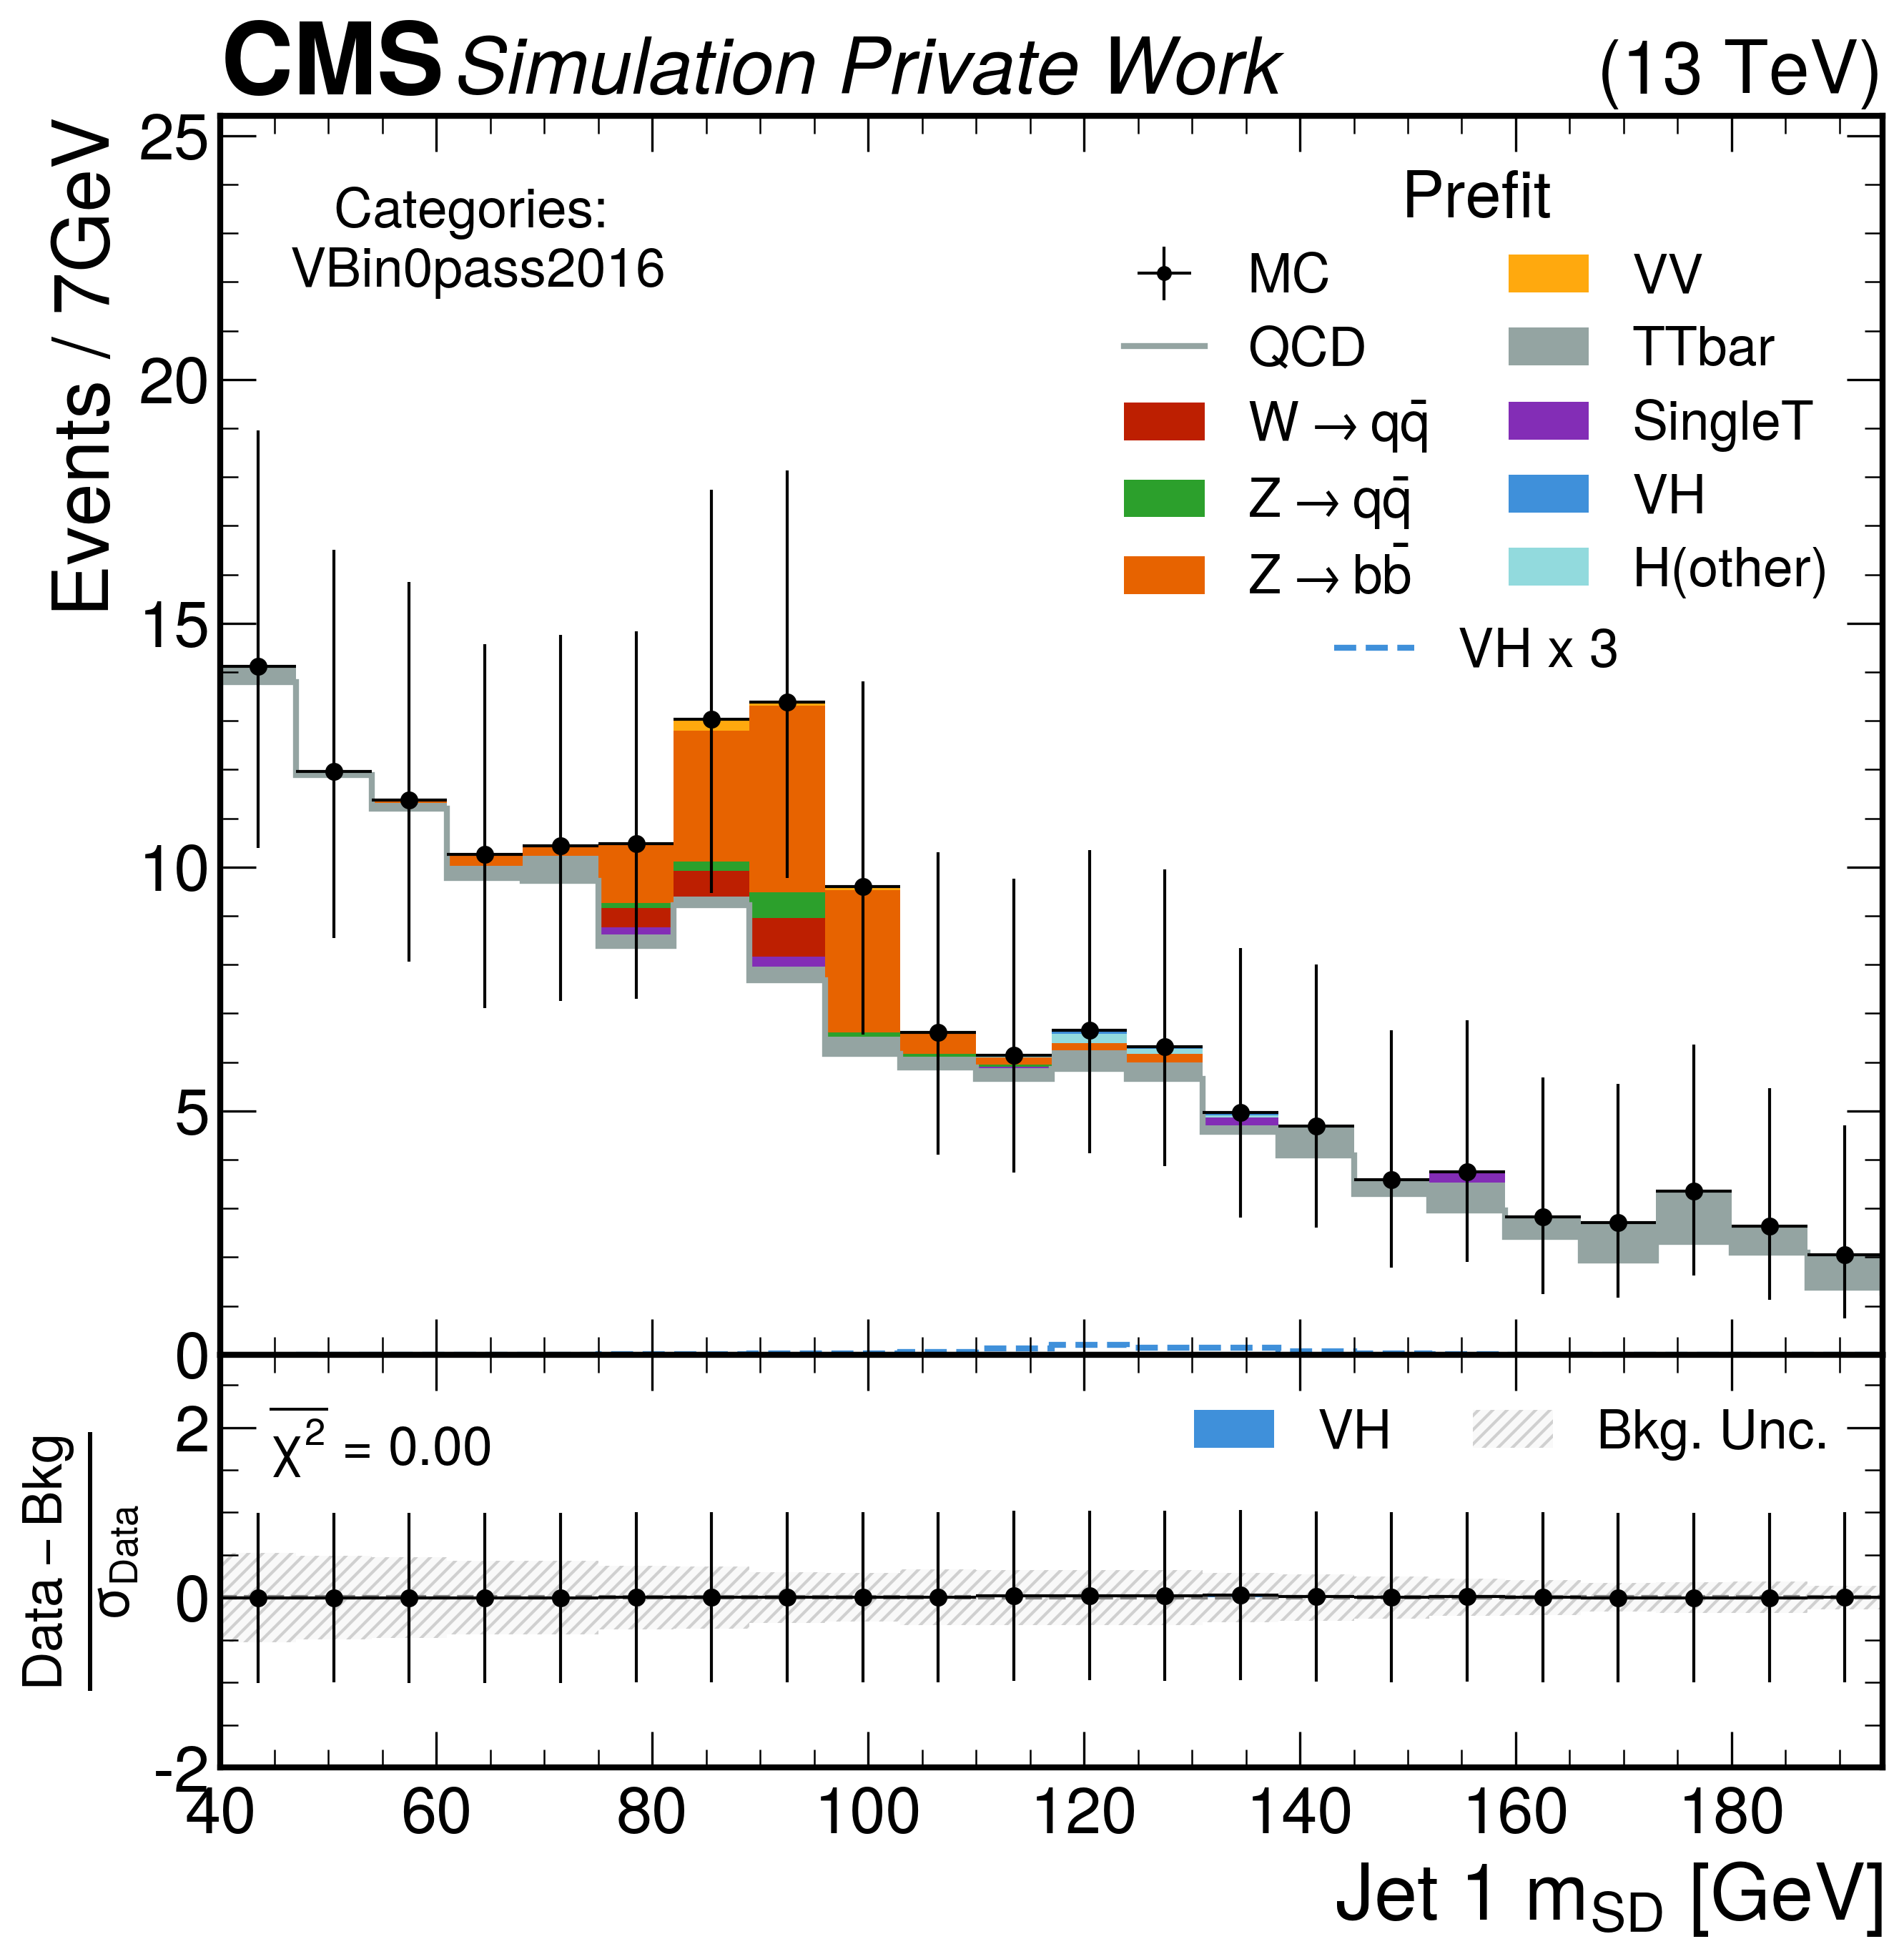 CMS Simulation Private Work (13 TeV)
Events / 7GeV
25
20
15
10
5
0
Categories:
VBin0pass2016
Prefit
MC
QCD
W → qq̄
Z → qq̄
Z → bb̄
VV
TTbar
SingleT
VH
H(other)
VH x 3
Data − Bkg
σData
2
0
-2
χ² = 0.00
VH
Bkg. Unc.
40 60 80 100 120 140 160 180
Jet 1 mSD [GeV]